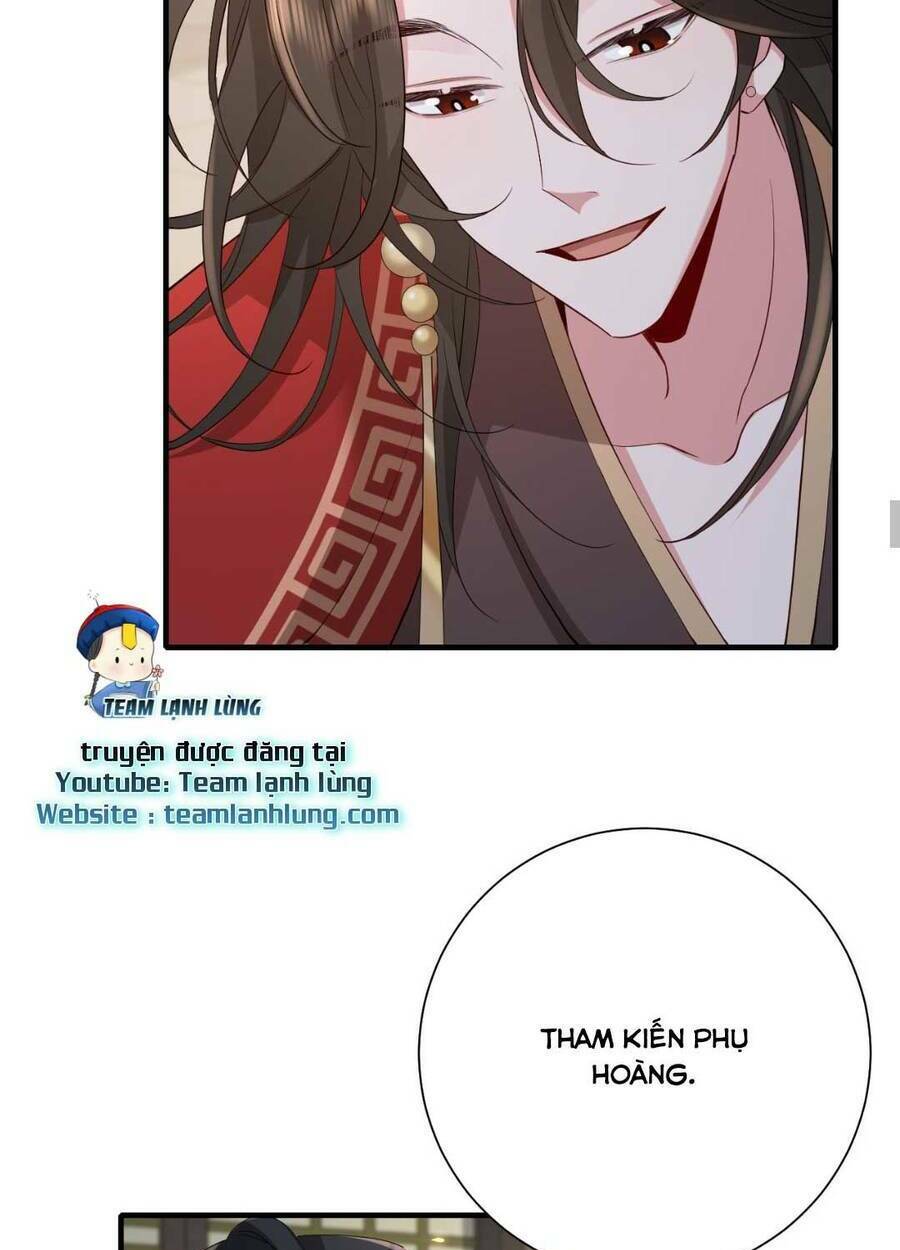 TEAM LẠNH LÙNG
truyện được đăng tại
Youtube: Team lạnh lùng
Website : teamlanhlung.com
THAM KIẾN PHỤ
HOÀNG.